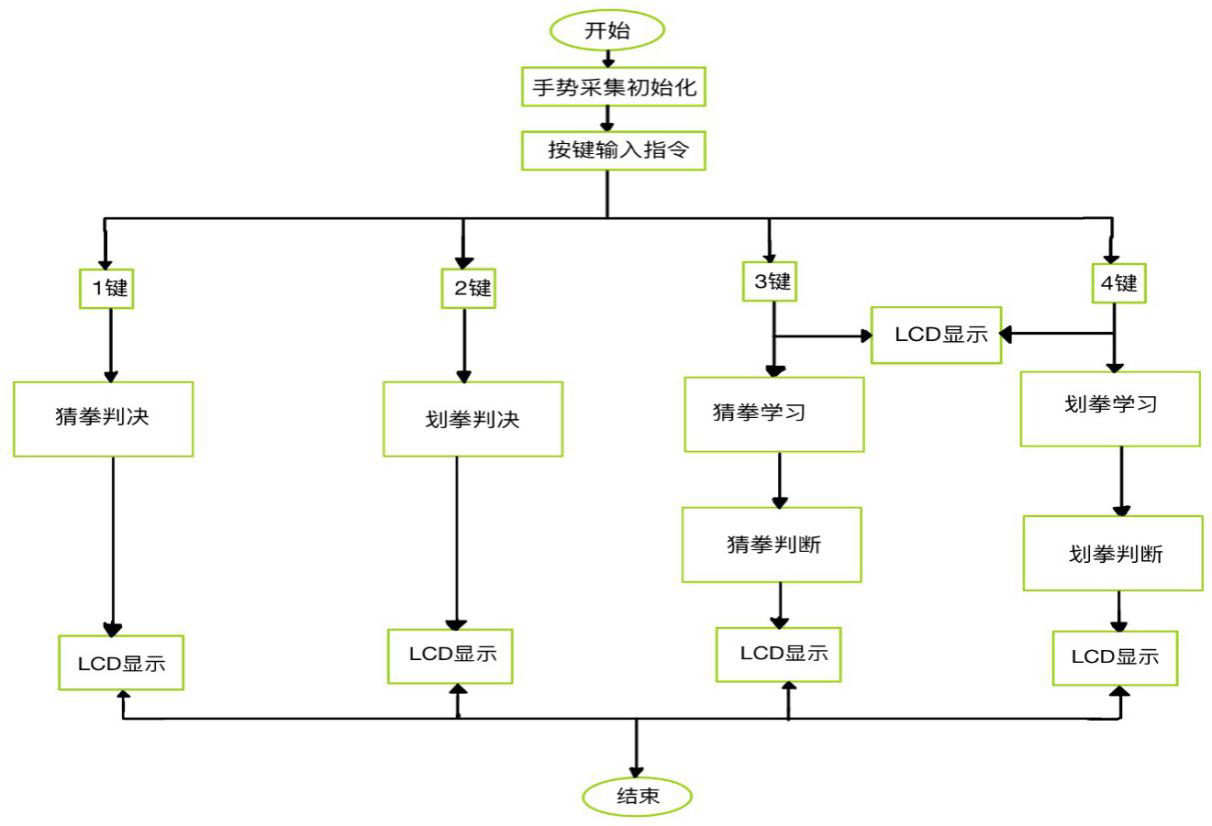 开始
手势采集初始化
按键输入指令
1键
2键
3键
4键
LCD显示
猜拳判决
划拳判决
猜拳学习
划拳学习
猜拳判断
划拳判断
LCD显示
LCD显示
LCD显示
LCD显示
结束